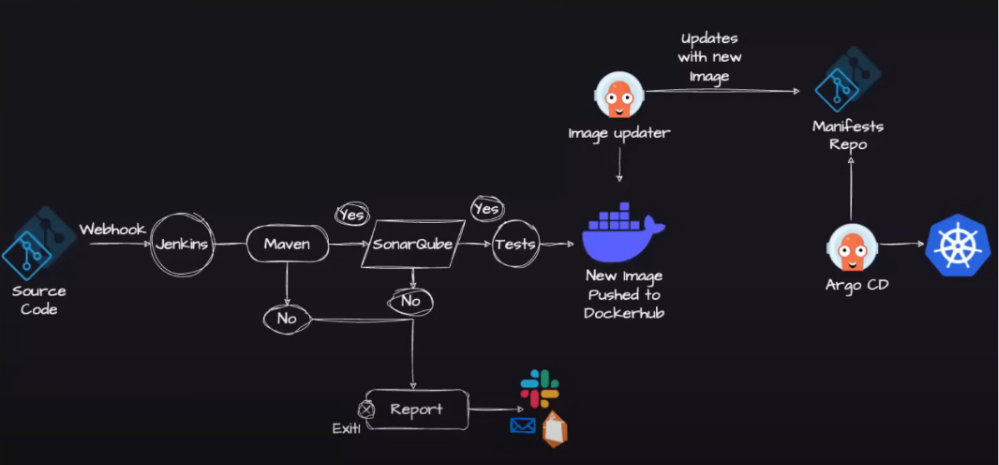 Updates
with new
Image
Image updater
Manifests
Repo
Webhook
Jenkins
Maven
Yes
SonarQube
Yes
Tests
Source
Code
No
No
New Image
Pushed to
Dockerhub
Argo CD
Report
Exit!